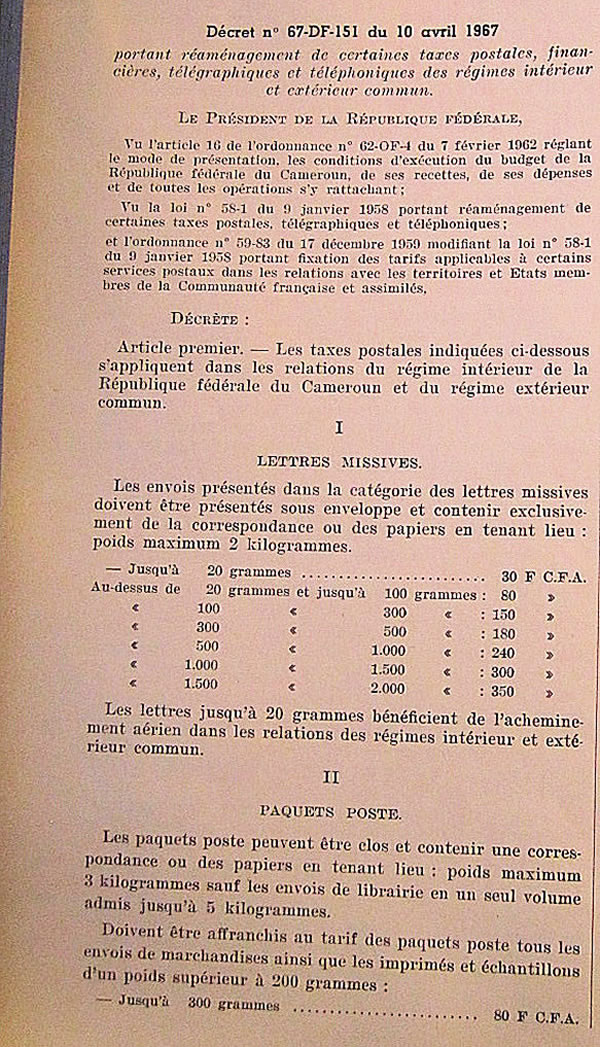 Décret n° 67-DF-151 du 10 avril 1967
portant réaménagement de certaines taxes postales, finan-
cières, télégraphiques et téléphoniques des régimes intérieur
et extérieur commun.
LE PRÉSIDENT DE LA RÉPUBLIQUE FÉDÉRALE,
Vu l'article 16 de l'ordonnance n° 62-OF-4 du 7 février 1962 réglant
le mode de présentation, les conditions d'exécution du budget de la
République fédérale du Cameroun, de ses recettes, de ses dépenses
et de toutes les opérations s'y rattachant ;
Vu la loi n° 58-1 du 9 janvier 1958 portant réaménagement de
certaines taxes postales, télégraphiques et téléphoniques ;
et l'ordonnance n° 59-83 du 17 décembre 1959 modifiant la loi n° 58-1
du 9 janvier 1958 portant fixation des tarifs applicables à certains
services postaux dans les relations avec les territoires et Etats mem-
bres de la Communauté française et assimilés,
DÉCRÈTE :
Article premier. — Les taxes postales indiquées ci-dessous
s'appliquent dans les relations du régime intérieur de la
République fédérale du Cameroun et du régime extérieur
commun.
I
LETTRES MISSIVES.
Les envois présentés dans la catégorie des lettres missives
doivent être présentés sous enveloppe et contenir exclusive-
ment de la correspondance ou des papiers en tenant lieu :
poids maximum 2 kilogrammes.
— Jusqu'à 20 grammes ........................ 30 F C.F.A.
Au-dessus de 20 grammes et jusqu'à 100 grammes : 80 »
« 100 « 300 « : 150 »
« 300 « 500 « : 180 »
« 500 « 1.000 « : 240 »
« 1.000 « 1.500 « : 300 »
« 1.500 « 2.000 « : 350 »
Les lettres jusqu'à 20 grammes bénéficient de l'achemine-
ment aérien dans les relations des régimes intérieur et exté-
rieur commun.
II
PAQUETS POSTE.
Les paquets poste peuvent être clos et contenir une corres-
pondance ou des papiers en tenant lieu : poids maximum
3 kilogrammes sauf les envois de librairie en un seul volume
admis jusqu'à 5 kilogrammes.
Doivent être affranchis au tarif des paquets poste tous les
envois de marchandises ainsi que les imprimés et échantillons
d'un poids supérieur à 200 grammes :
— Jusqu'à 300 grammes ........................ 80 F C.F.A.